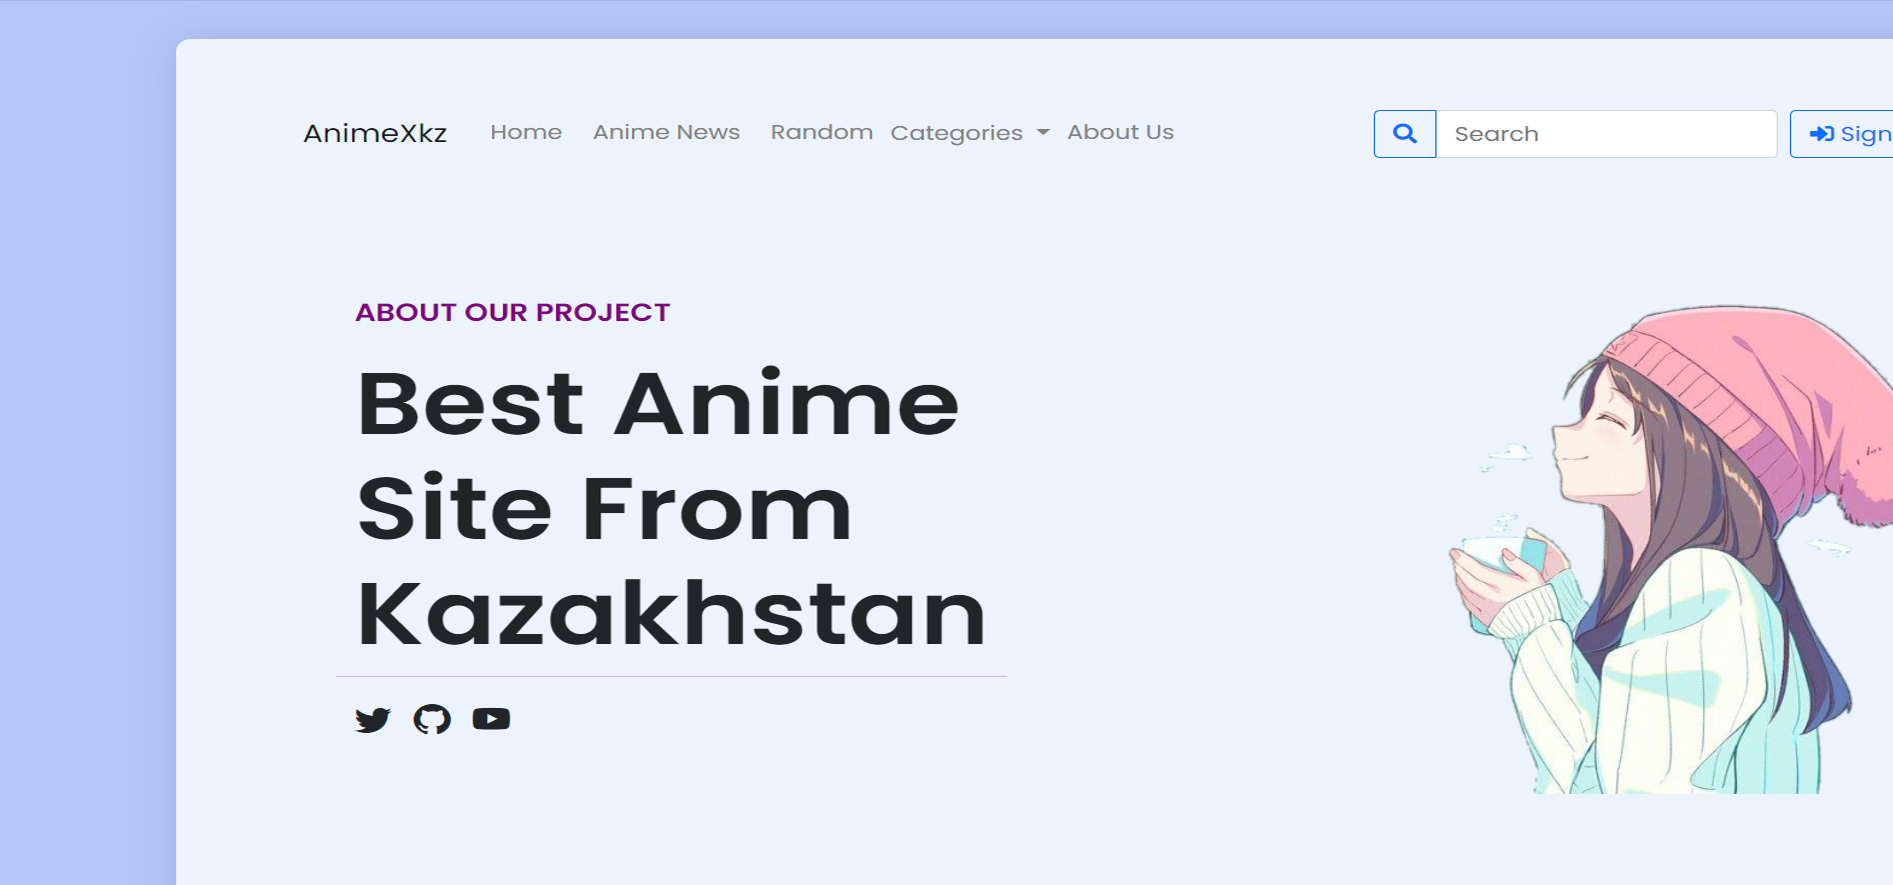 AnimeXkz Home Anime News Random Categories About Us Search Sign
ABOUT OUR PROJECT
Best Anime
Site From
Kazakhstan